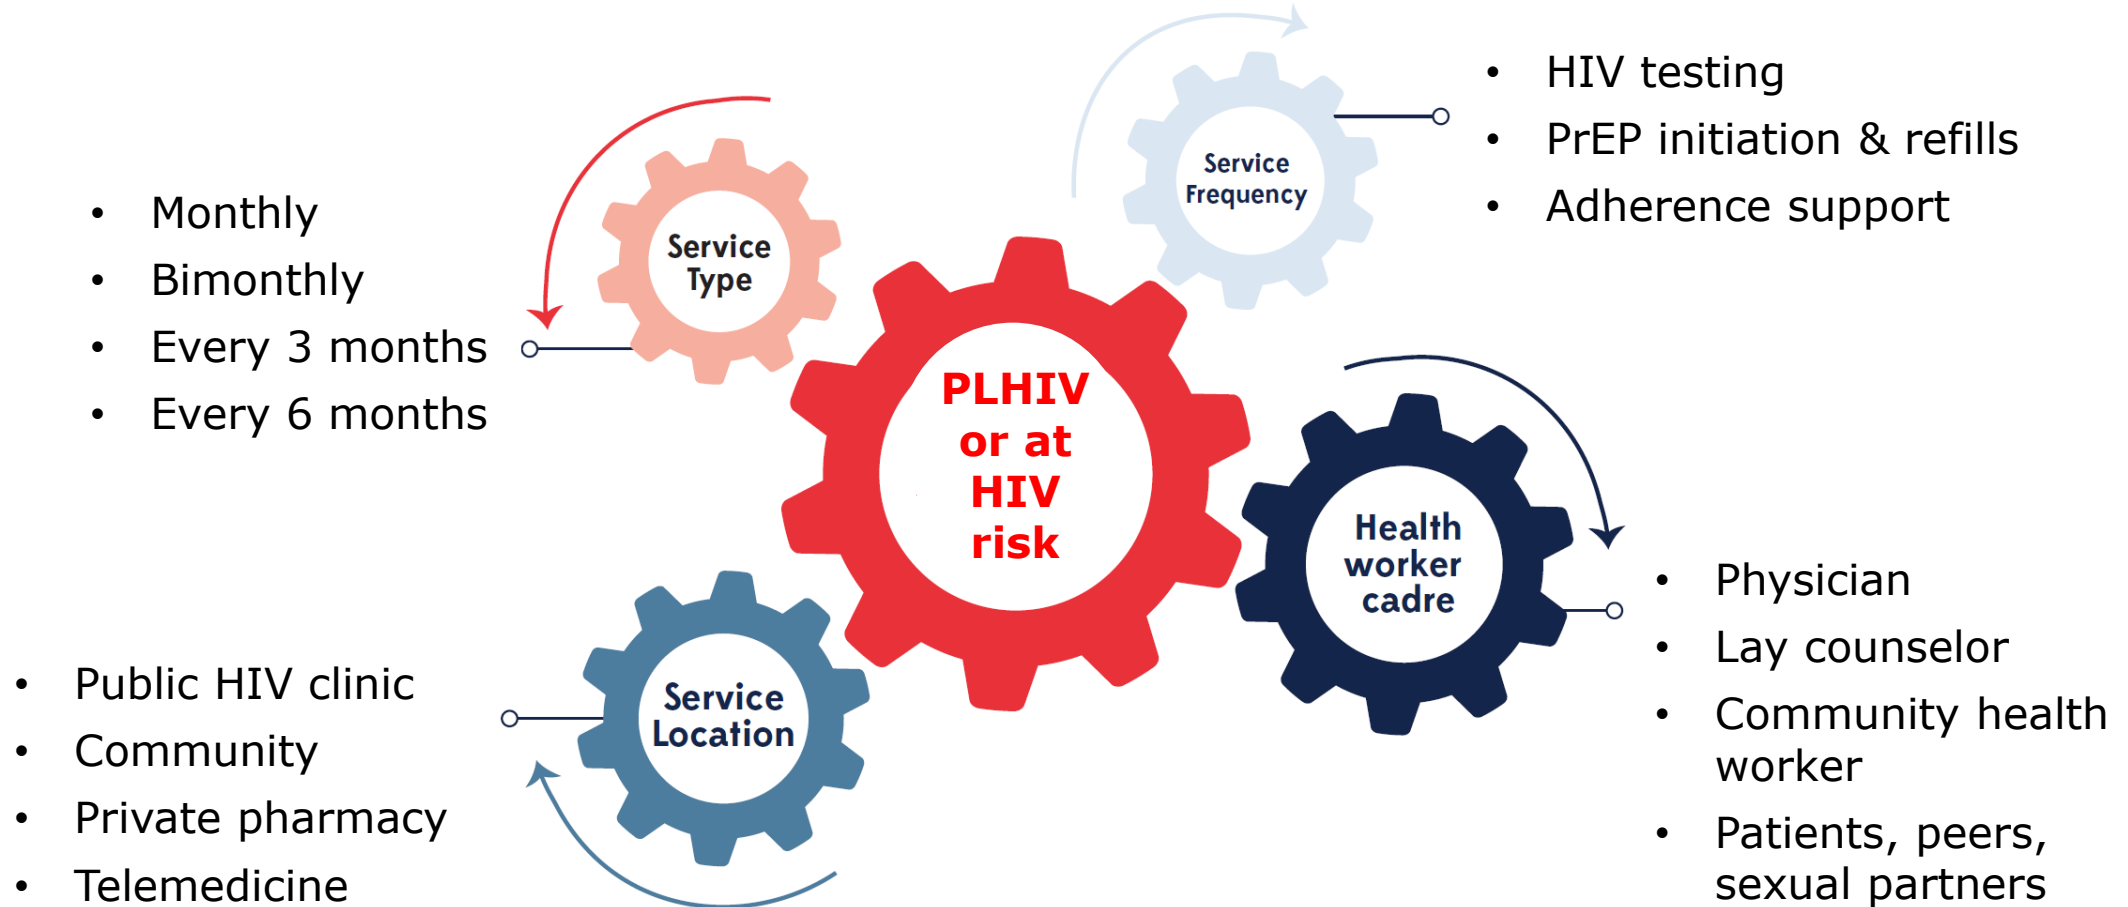 Service
Type
• Monthly
• Bimonthly
• Every 3 months
• Every 6 months
Service
Frequency
• HIV testing
• PrEP initiation & refills
• Adherence support
PLHIV
or at
HIV
risk
Service
Location
• Public HIV clinic
• Community
• Private pharmacy
• Telemedicine
Health
worker
cadre
• Physician
• Lay counselor
• Community health
worker
• Patients, peers,
sexual partners